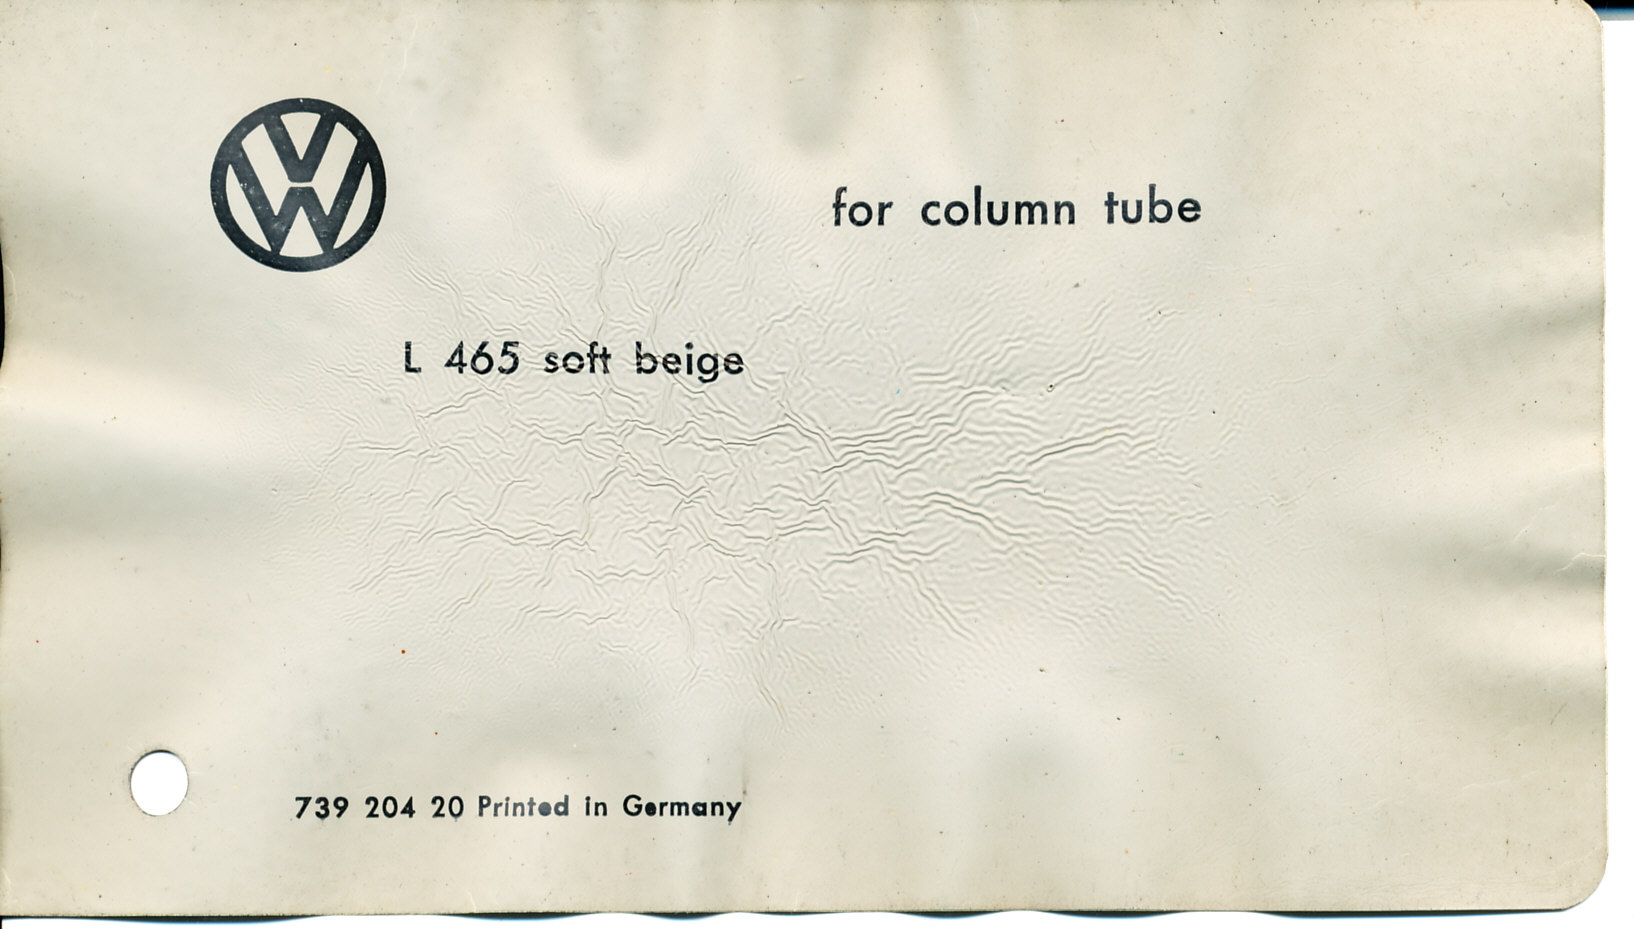 VW
for column tube
L 465 soft beige
739 204 20 Printed in Germany